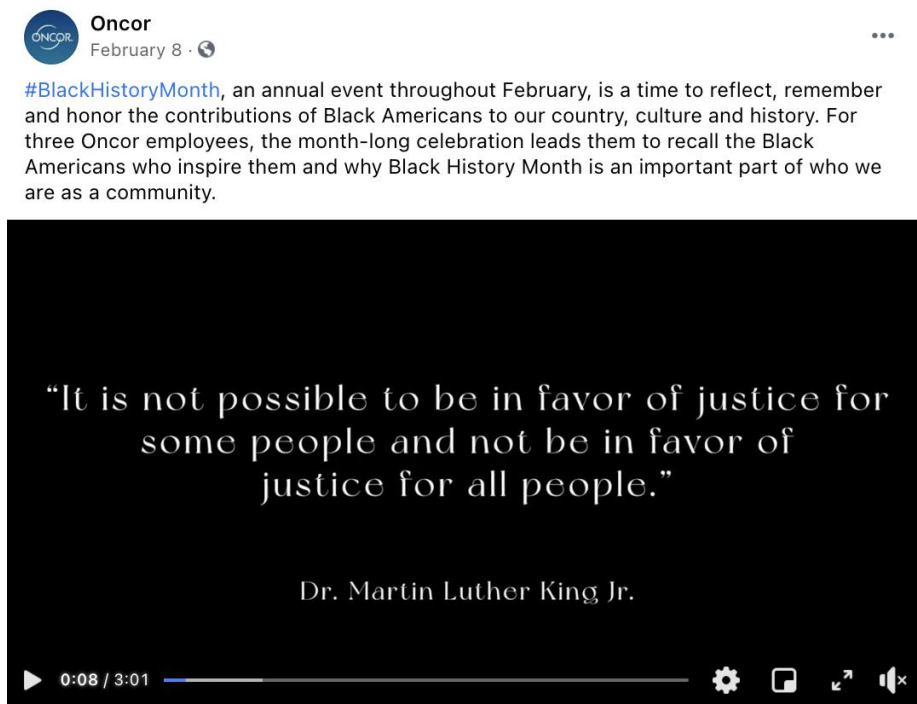 ONCOR
Oncor
February 8 ·
#BlackHistoryMonth, an annual event throughout February, is a time to reflect, remember
and honor the contributions of Black Americans to our country, culture and history. For
three Oncor employees, the month-long celebration leads them to recall the Black
Americans who inspire them and why Black History Month is an important part of who we
are as a community.
“It is not possible to be in favor of justice for
some people and not be in favor of
justice for all people.”
Dr. Martin Luther King Jr.
0:08 / 3:01